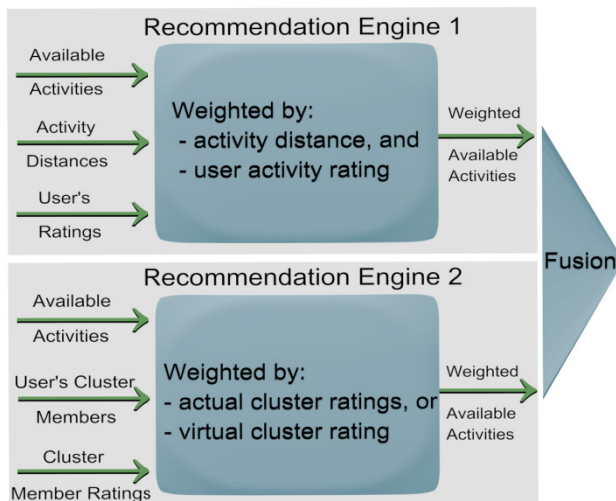 Recommendation Engine 1
Available
Activities
Activity
Distances
User's
Ratings
Weighted by:
- activity distance, and
- user activity rating
Weighted
Available
Activities
Recommendation Engine 2
Available
Activities
User's Cluster
Members
Cluster
Member Ratings
Weighted by:
- actual cluster ratings, or
- virtual cluster rating
Weighted
Available
Activities
Fusion